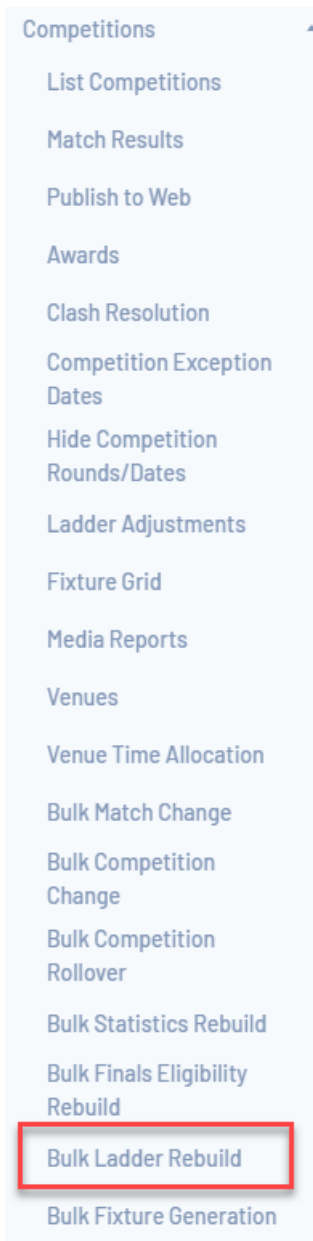 Competitions
List Competitions
Match Results
Publish to Web
Awards
Clash Resolution
Competition Exception
Dates
Hide Competition
Rounds/Dates
Ladder Adjustments
Fixture Grid
Media Reports
Venues
Venue Time Allocation
Bulk Match Change
Bulk Competition
Change
Bulk Competition
Rollover
Bulk Statistics Rebuild
Bulk Finals Eligibility
Rebuild
Bulk Ladder Rebuild
Bulk Fixture Generation